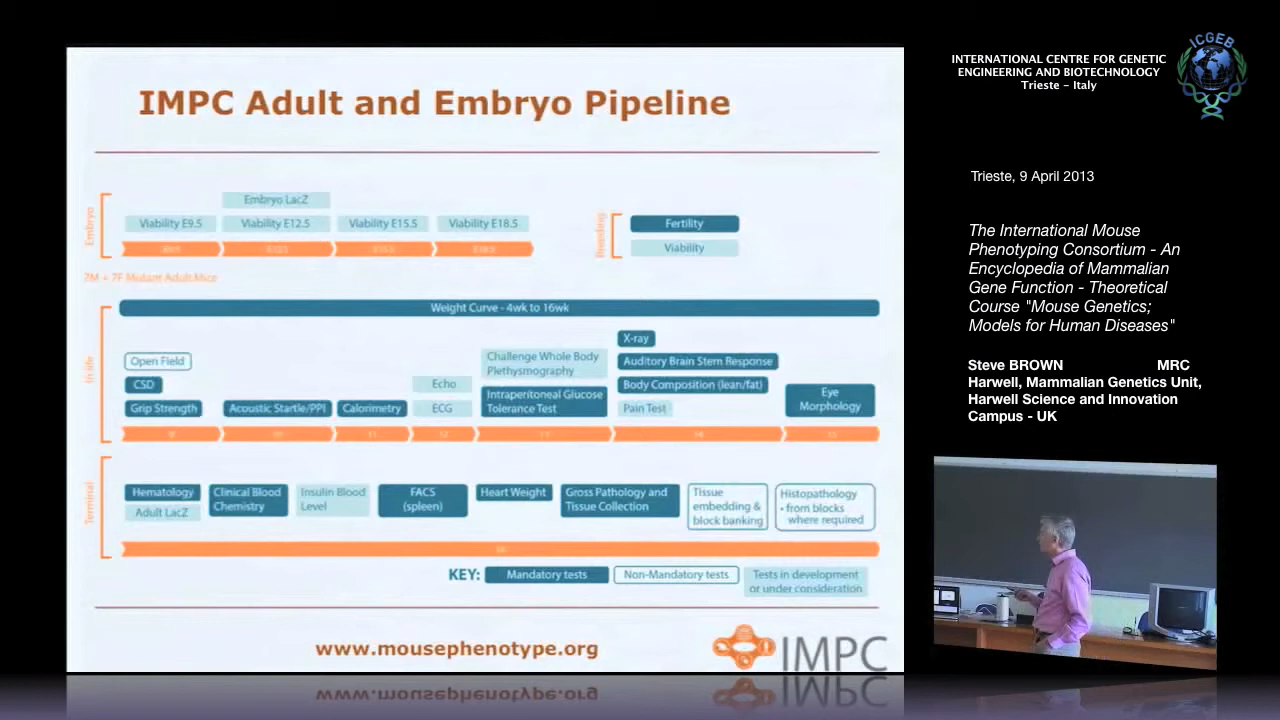 IMPC Adult and Embryo Pipeline
Embryo
Embryo LacZ
Viability E9.5
Viability E12.5
Viability E15.5
Viability E18.5
Fertility
Viability
7M + 7F Mutant Adult Mice
Weight Curve - 4wk to 16wk
In life
Open Field
CSD
Grip Strength
Acoustic Startle/PPI
Calorimetry
Echo
ECG
Challenge Whole Body
Plethysmography
Intraperitoneal Glucose
Tolerance Test
X-ray
Auditory Brain Stem Response
Body Composition (lean/fat)
Pain Test
Eye
Morphology
Terminal
Hematology
Adult LacZ
Clinical Blood
Chemistry
Insulin Blood
Level
FACS
(spleen)
Heart Weight
Gross Pathology and
Tissue Collection
Tissue
embedding &
block banking
Histopathology
• from blocks
where required
KEY:
Mandatory tests
Non-Mandatory tests
Tests in development
or under consideration
www.mousephenotype.org
IMPC
INTERNATIONAL CENTRE FOR GENETIC
ENGINEERING AND BIOTECHNOLOGY
Trieste - Italy
ICGEB
Trieste, 9 April 2013
The International Mouse
Phenotyping Consortium - An
Encyclopedia of Mammalian
Gene Function - Theoretical
Course "Mouse Genetics;
Models for Human Diseases"
Steve BROWN MRC
Harwell, Mammalian Genetics Unit,
Harwell Science and Innovation
Campus - UK